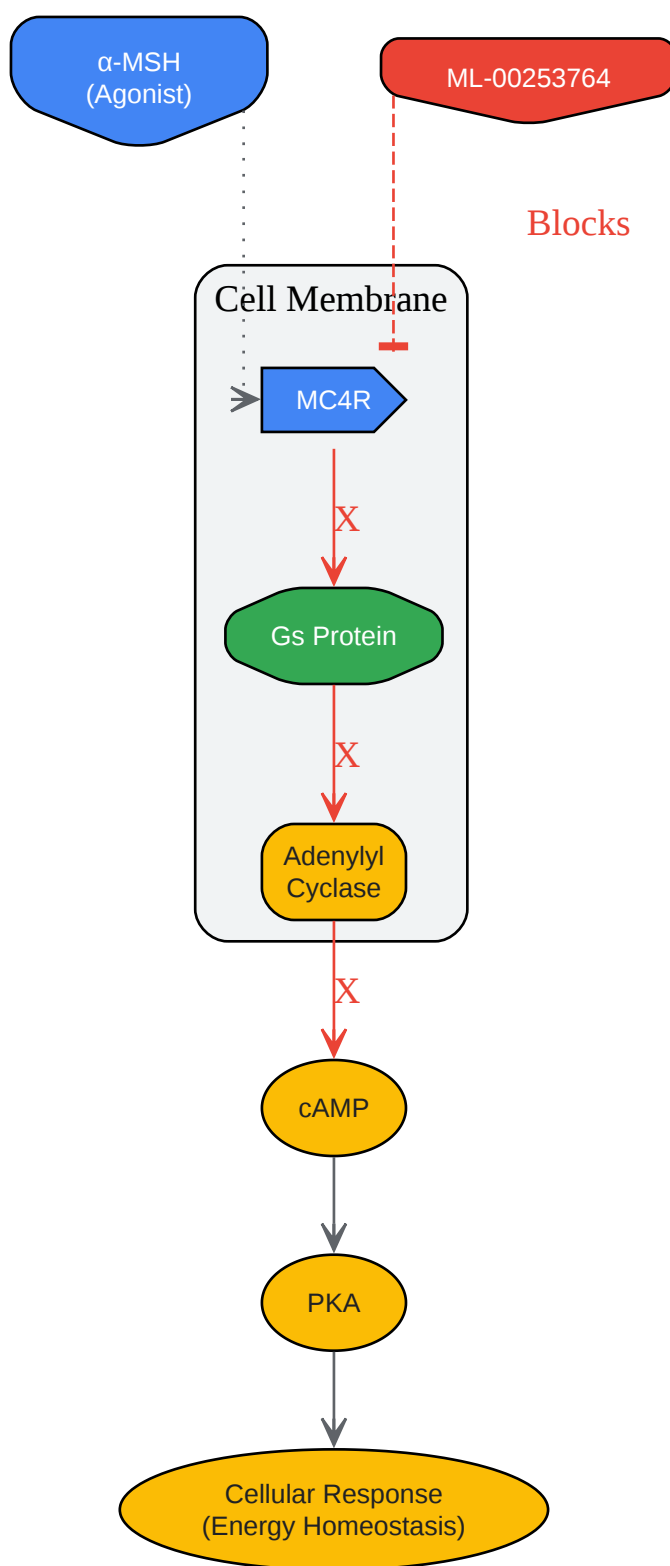 α-MSH
(Agonist)
ML-00253764
Blocks
Cell Membrane
MC4R
X
Gs Protein
X
Adenylyl
Cyclase
X
cAMP
PKA
Cellular Response
(Energy Homeostasis)